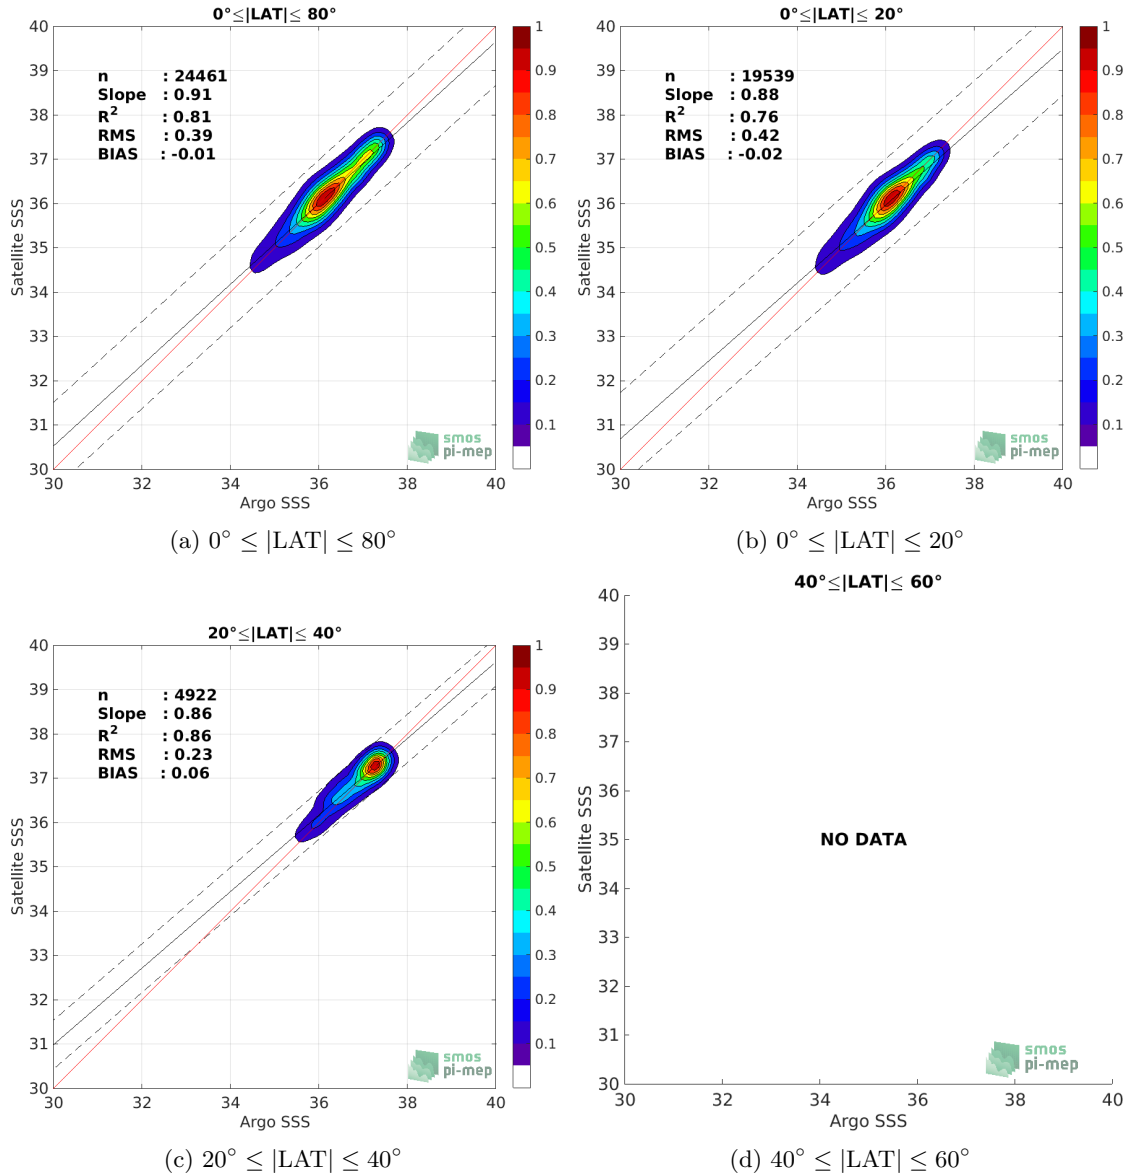 0°≤|LAT|≤ 80°
40
39
38
37
36
35
34
33
32
31
30
Satellite SSS
n : 24461
Slope : 0.91
R² : 0.81
RMS : 0.39
BIAS : -0.01
smos
pi-mep
30 32 34 36 38 40
Argo SSS
1
0.9
0.8
0.7
0.6
0.5
0.4
0.3
0.2
0.1
(a) 0° ≤ |LAT| ≤ 80°
0°≤|LAT|≤ 20°
40
39
38
37
36
35
34
33
32
31
30
Satellite SSS
n : 19539
Slope : 0.88
R² : 0.76
RMS : 0.42
BIAS : -0.02
smos
pi-mep
30 32 34 36 38 40
Argo SSS
1
0.9
0.8
0.7
0.6
0.5
0.4
0.3
0.2
0.1
(b) 0° ≤ |LAT| ≤ 20°
20°≤|LAT|≤ 40°
40
39
38
37
36
35
34
33
32
31
30
Satellite SSS
n : 4922
Slope : 0.86
R² : 0.86
RMS : 0.23
BIAS : 0.06
smos
pi-mep
30 32 34 36 38 40
Argo SSS
1
0.9
0.8
0.7
0.6
0.5
0.4
0.3
0.2
0.1
(c) 20° ≤ |LAT| ≤ 40°
40°≤|LAT|≤ 60°
40
39
38
37
36
35
34
33
32
31
30
Satellite SSS
NO DATA
smos
pi-mep
30 32 34 36 38 40
Argo SSS
(d) 40° ≤ |LAT| ≤ 60°